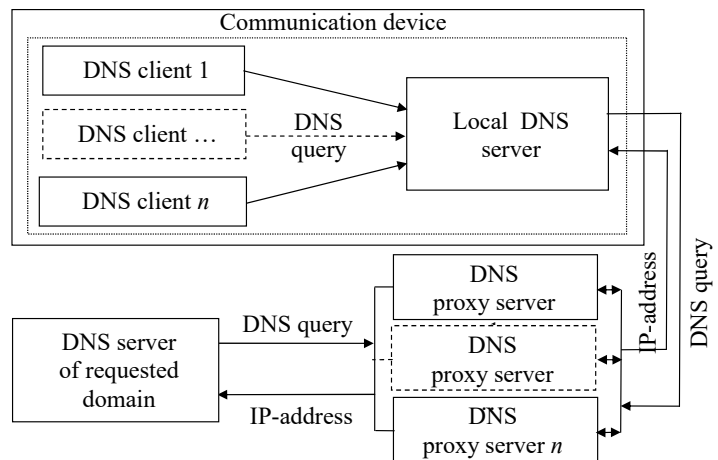 Communication device
DNS client 1
DNS client …
DNS client n
DNS
query
Local DNS
server
IP-address
DNS query
DNS
proxy server
DNS
proxy server
DNS
proxy server n
DNS query
IP-address
DNS server
of requested
domain